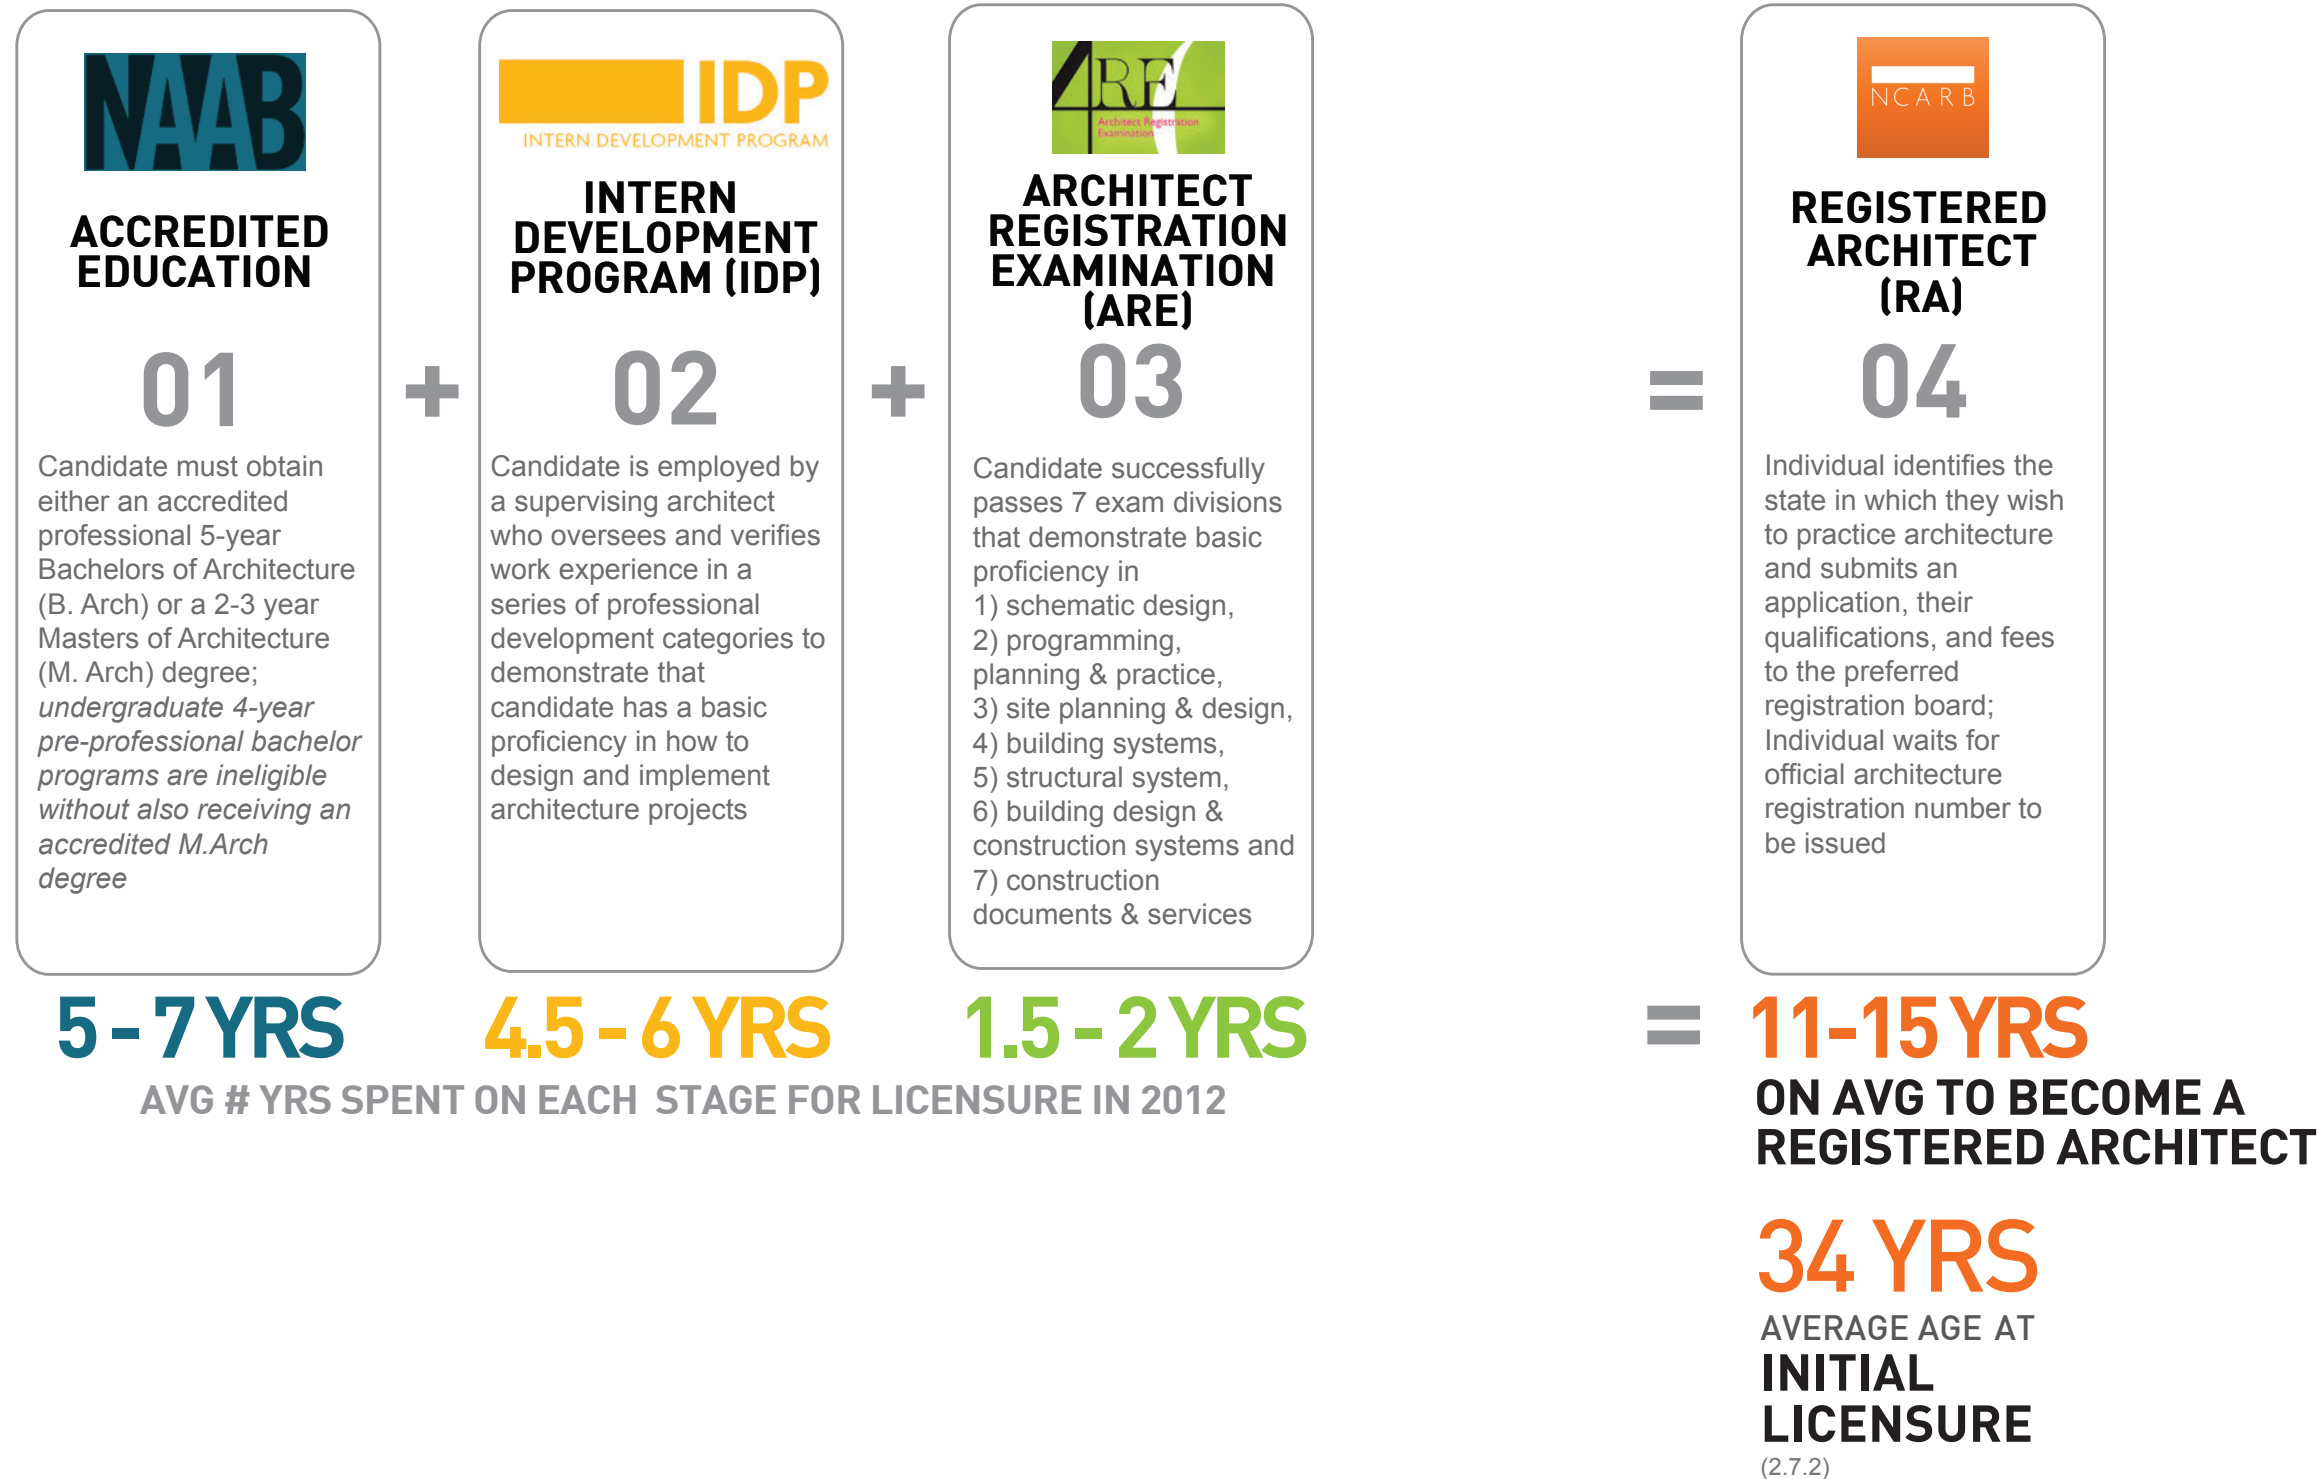 NAAB
ACCREDITED
EDUCATION
01
Candidate must obtain
either an accredited
professional 5-year
Bachelors of Architecture
(B. Arch) or a 2-3 year
Masters of Architecture
(M. Arch) degree;
undergraduate 4-year
pre-professional bachelor
programs are ineligible
without also receiving an
accredited M.Arch
degree
+
IDP
INTERN DEVELOPMENT PROGRAM
INTERN
DEVELOPMENT
PROGRAM (IDP)
02
Candidate is employed by
a supervising architect
who oversees and verifies
work experience in a
series of professional
development categories to
demonstrate that
candidate has a basic
proficiency in how to
design and implement
architecture projects
+
ARE
Architect Registration
Examination
ARCHITECT
REGISTRATION
EXAMINATION
(ARE)
03
Candidate successfully
passes 7 exam divisions
that demonstrate basic
proficiency in
1) schematic design,
2) programming,
planning & practice,
3) site planning & design,
4) building systems,
5) structural system,
6) building design &
construction systems and
7) construction
documents & services
=
NCARB
REGISTERED
ARCHITECT
(RA)
04
Individual identifies the
state in which they wish
to practice architecture
and submits an
application, their
qualifications, and fees
to the preferred
registration board;
Individual waits for
official architecture
registration number to
be issued
5 - 7 YRS
4.5 - 6 YRS
1.5 - 2 YRS
AVG # YRS SPENT ON EACH STAGE FOR LICENSURE IN 2012
=
11-15 YRS
ON AVG TO BECOME A
REGISTERED ARCHITECT
34 YRS
AVERAGE AGE AT
INITIAL
LICENSURE
(2.7.2)